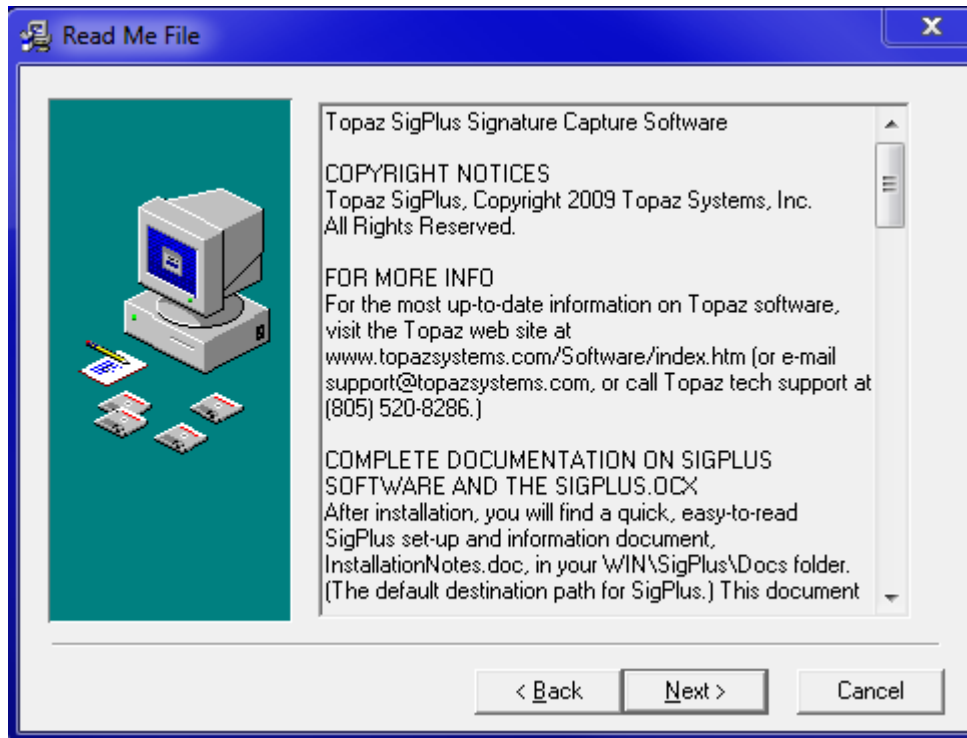 Read Me File
Topaz SigPlus Signature Capture Software
COPYRIGHT NOTICES
Topaz SigPlus, Copyright 2009 Topaz Systems, Inc.
All Rights Reserved.
FOR MORE INFO
For the most up-to-date information on Topaz software,
visit the Topaz web site at
www.topazsystems.com/Software/index.htm (or e-mail
support@topazsystems.com, or call Topaz tech support at
(805) 520-8286.)
COMPLETE DOCUMENTATION ON SIGPLUS
SOFTWARE AND THE SIGPLUS.OCX
After installation, you will find a quick, easy-to-read
SigPlus set-up and information document,
InstallationNotes.doc, in your WIN\SigPlus\Docs folder.
(The default destination path for SigPlus.) This document
< Back
Next >
Cancel